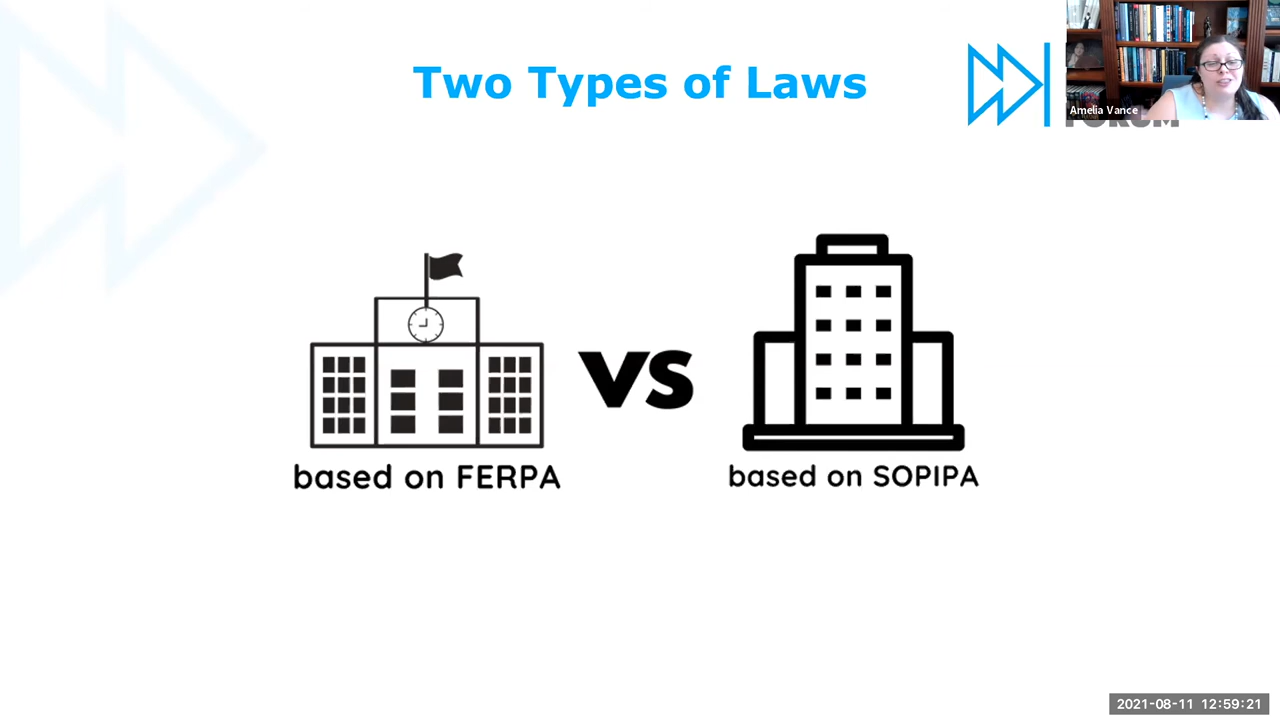 Two Types of Laws
Amelia Vance
FORUM
vs
based on FERPA
based on SOPIPA
2021-08-11 12:59:21